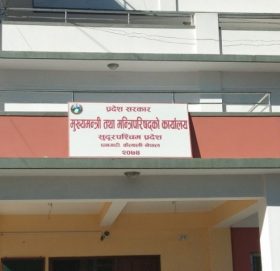 प्रदेश सरकार
मुख्यमन्त्री तथा मन्त्रिपरिषद्को कार्यालय
सुदूरपश्चिम प्रदेश
धनगढी कैलाली नेपाल
२०७४